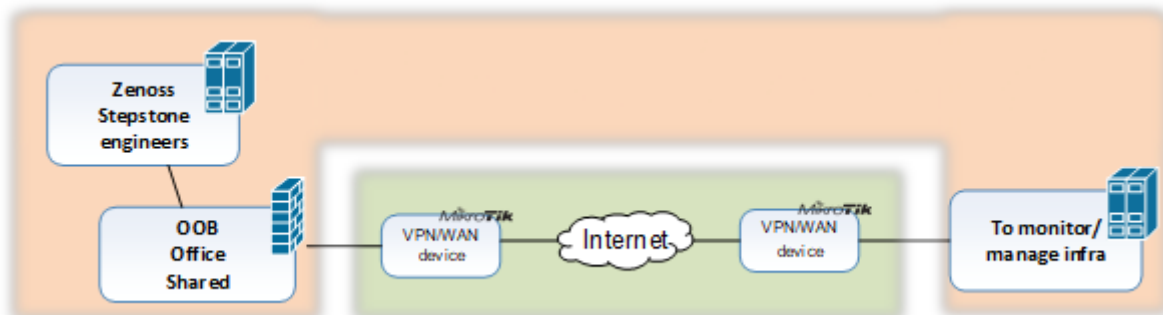 Zenoss
Stepstone
engineers
OOB
Office
Shared
MikroTik
VPN/WAN
device
Internet
MikroTik
VPN/WAN
device
To monitor/
manage infra